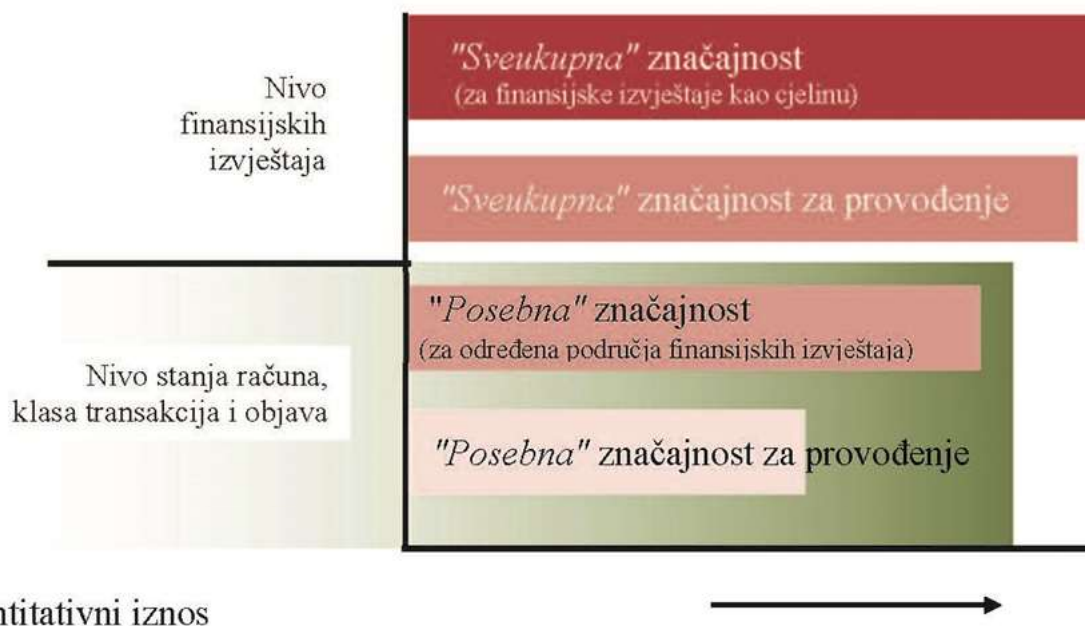 Nivo
finansijskih
izvještaja
"Sveukupna" značajnost
(za finansijske izvještaje kao cjelinu)
"Sveukupna" značajnost za provođenje
Nivo stanja računa,
klasa transakcija i objava
"Posebna" značajnost
(za određena područja finansijskih izvještaja)
"Posebna" značajnost za provođenje
iznos